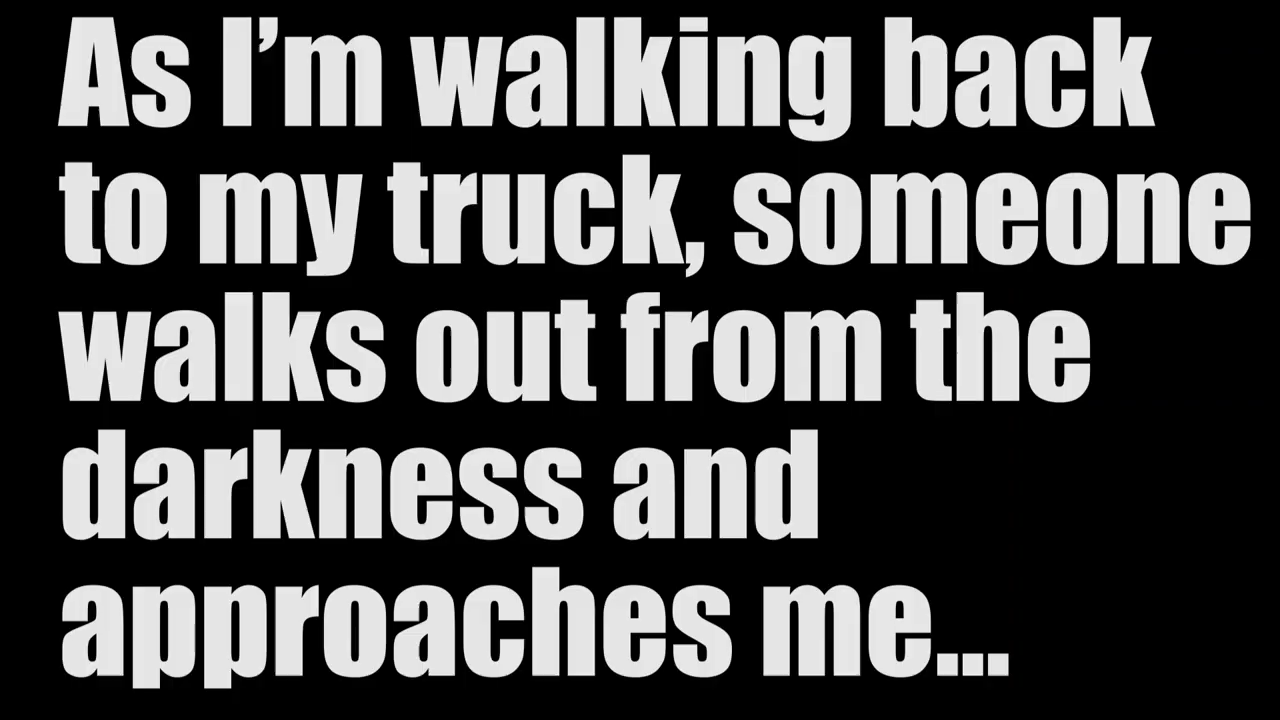 As I’m walking back
to my truck, someone
walks out from the
darkness and
approaches me...